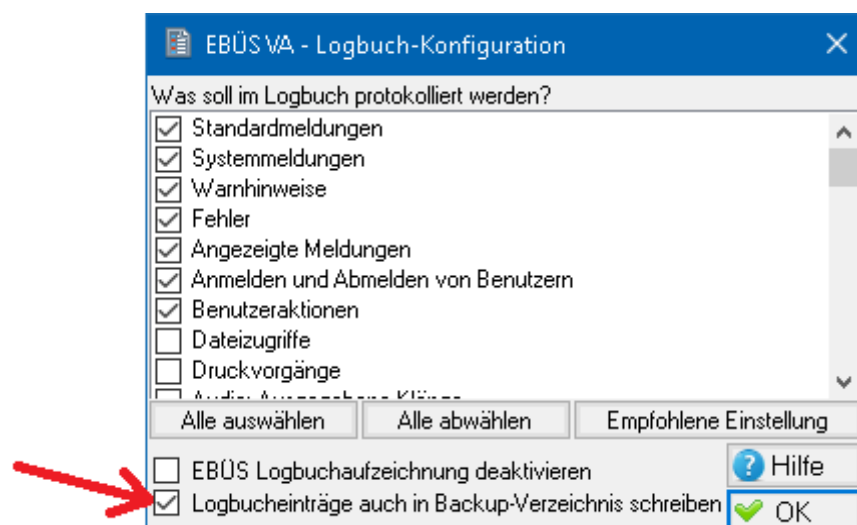 EBÜS VA - Logbuch-Konfiguration
Was soll im Logbuch protokolliert werden?
Standardmeldungen
Systemmeldungen
Warnhinweise
Fehler
Angezeigte Meldungen
Anmelden und Abmelden von Benutzern
Benutzeraktionen
Dateizugriffe
Druckvorgänge
Alle auswählen Alle abwählen Empfohlene Einstellung
EBÜS Logbuchaufzeichnung deaktivieren
Hilfe
Logbucheinträge auch in Backup-Verzeichnis schreiben
OK